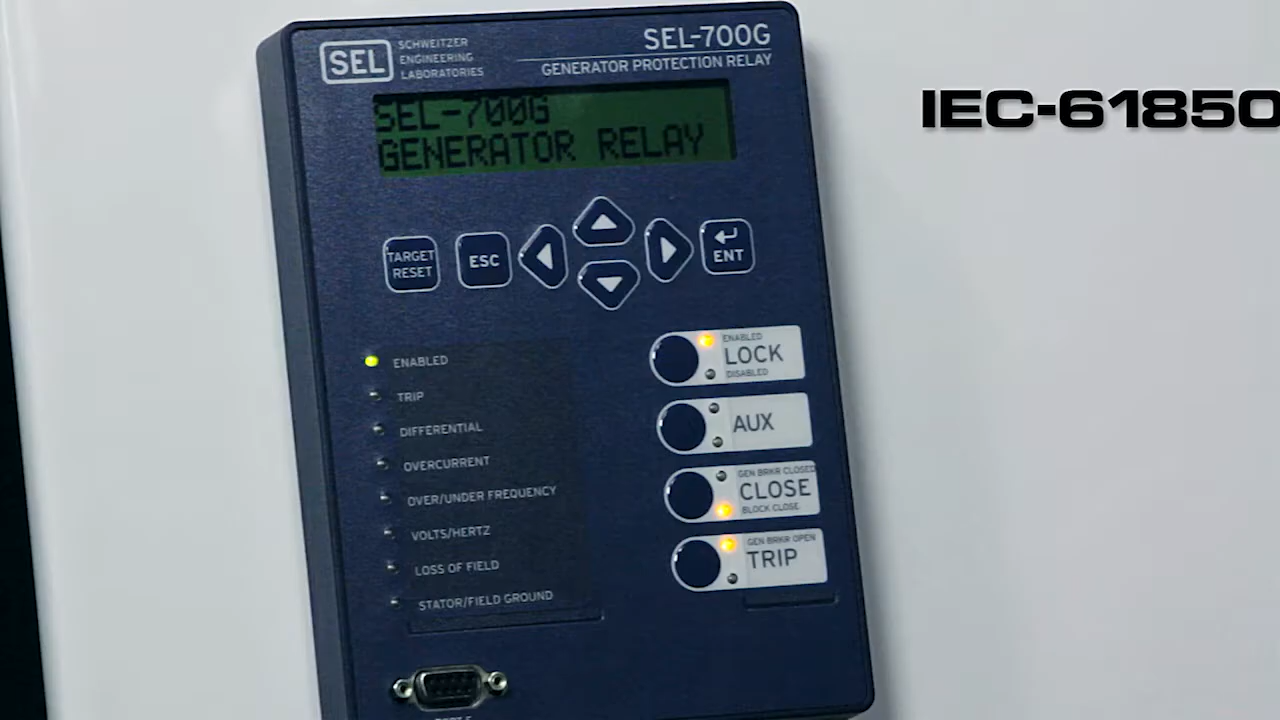 SEL
SCHWEITZER
ENGINEERING
LABORATORIES
SEL-700G
GENERATOR PROTECTION RELAY
SEL-700G
GENERATOR RELAY
IEC-61850
TARGET
RESET
ESC
ENT
ENABLED
TRIP
DIFFERENTIAL
OVERCURRENT
OVER/UNDER FREQUENCY
VOLTS/HERTZ
LOSS OF FIELD
STATOR/FIELD GROUND
ENABLED
LOCK
DISABLED
AUX
GEN BRKR CLOSED
CLOSE
BLOCK CLOSE
GEN BRKR OPEN
TRIP